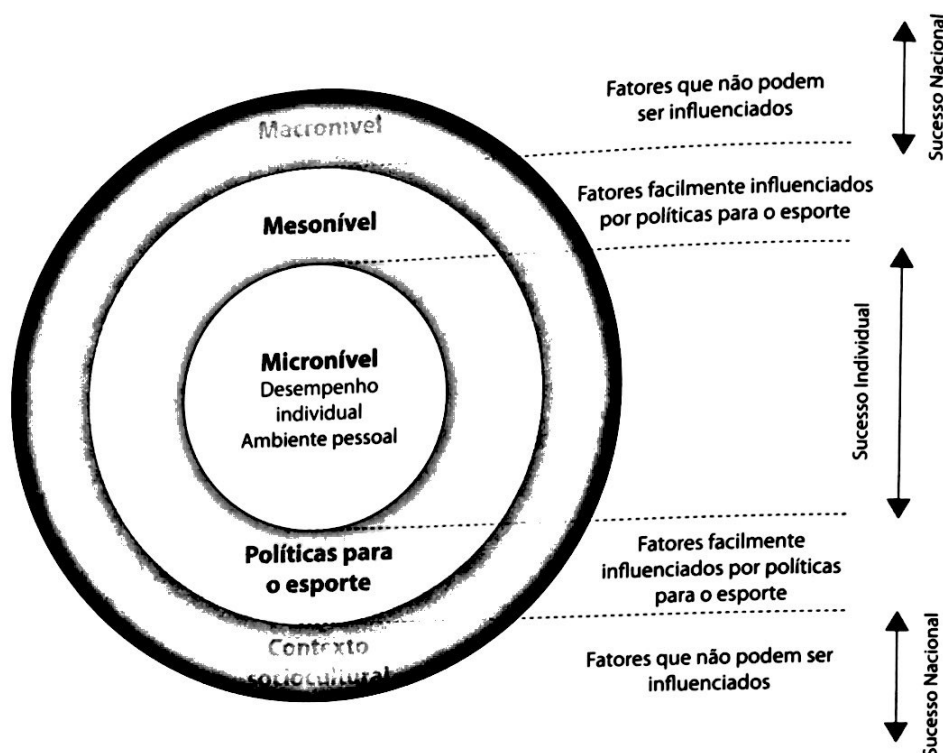 Macronível
Mesonível
Micronível
Desempenho
individual
Ambiente pessoal
Políticas para
o esporte
Contexto
sociocultural
Fatores que não podem
ser influenciados
Fatores facilmente influenciados
por políticas para o esporte
Fatores facilmente
influenciados por políticas
para o esporte
Fatores que não podem ser
influenciados
Sucesso Nacional
Sucesso Individual
Sucesso Nacional